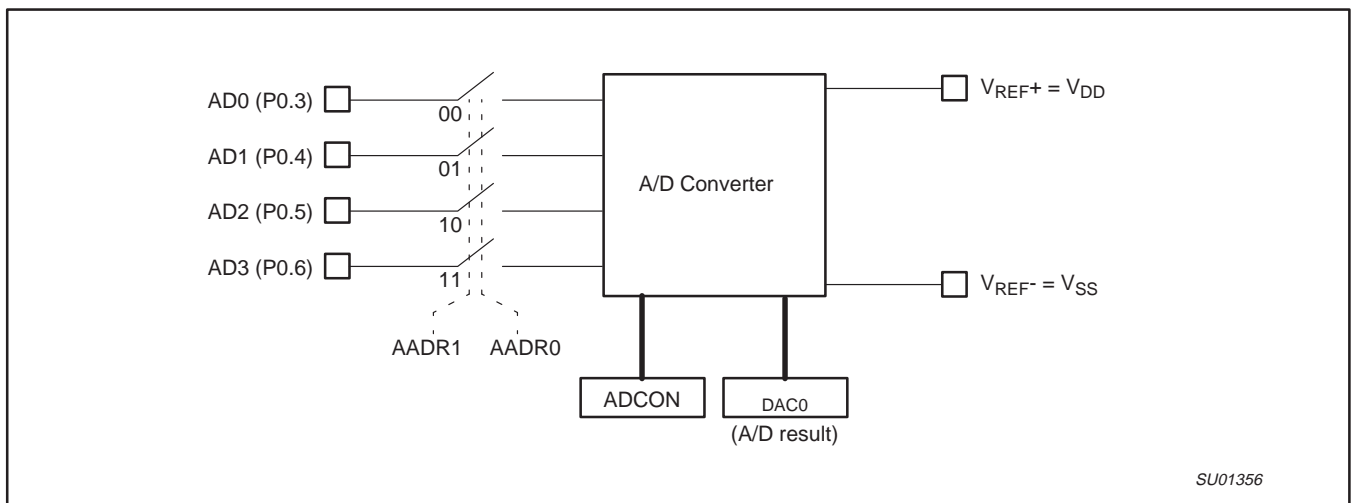 AD0 (P0.3)
00
AD1 (P0.4)
01
AD2 (P0.5)
10
AD3 (P0.6)
11
AADR1 AADR0
A/D Converter
VREF+ = VDD
VREF- = VSS
ADCON
DAC0
(A/D result)
SU01356